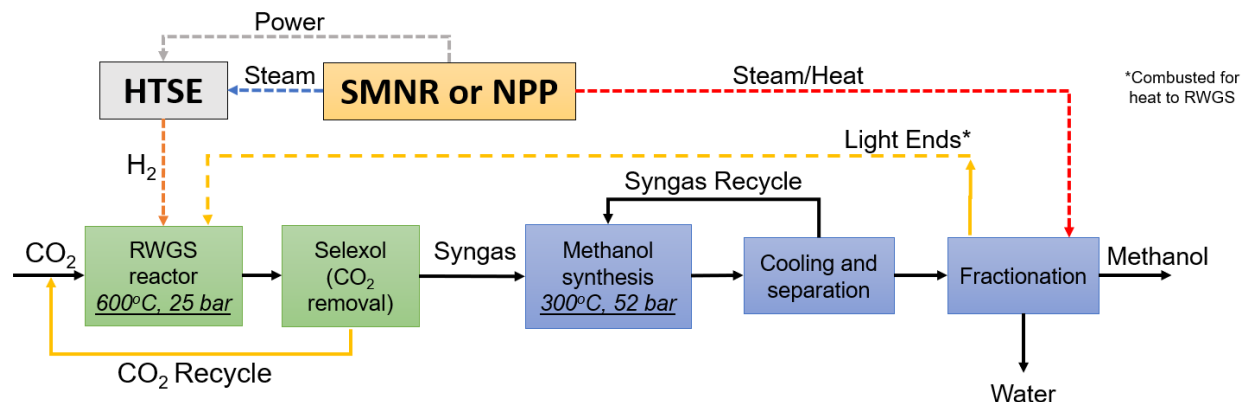 Power
HTSE
Steam
SMNR or NPP
Steam/Heat
*Combusted for
heat to RWGS
H2
Light Ends*
Syngas Recycle
CO2
RWGS
reactor
600oC, 25 bar
Selexol
(CO2
removal)
Syngas
Methanol
synthesis
300oC, 52 bar
Cooling and
separation
Fractionation
Methanol
CO2 Recycle
Water